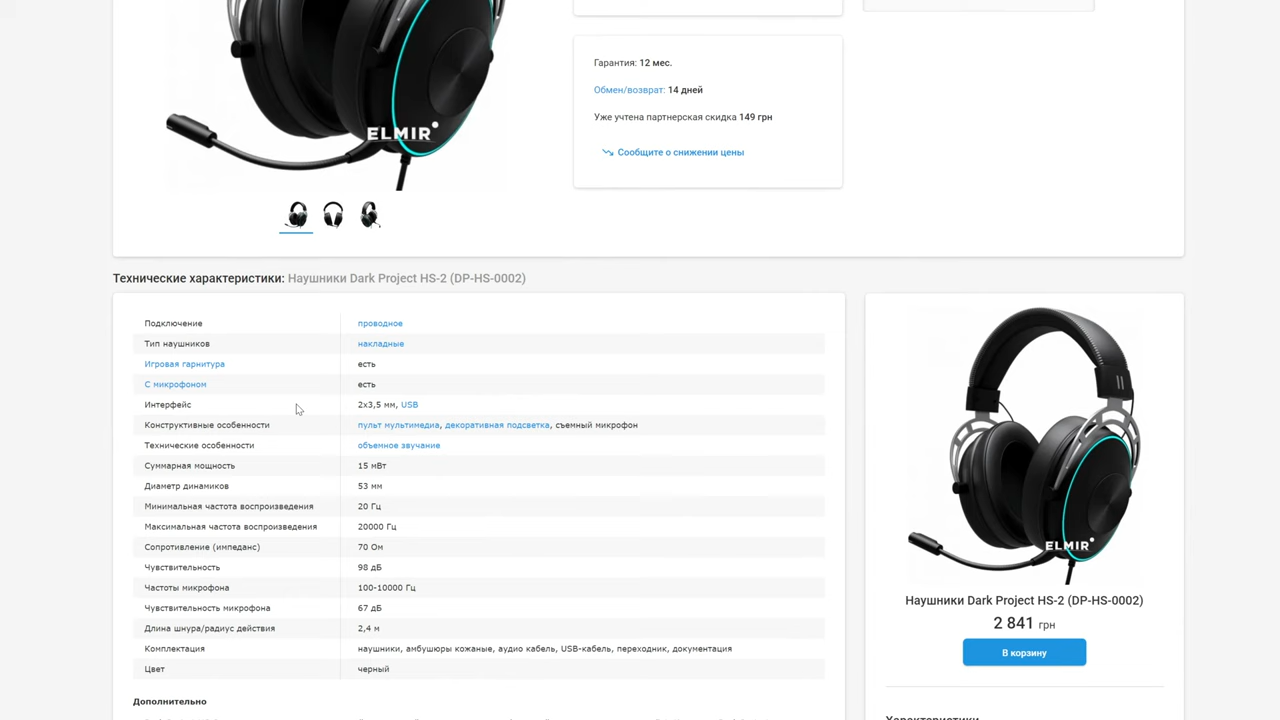 ELMIR
Гарантия: 12 мес.
Обмен/возврат: 14 дней
Уже учтена партнерская скидка 149 грн
Сообщите о снижении цены
Технические характеристики: Наушники Dark Project HS-2 (DP-HS-0002)
Подключение проводное
Тип наушников накладные
Игровая гарнитура есть
С микрофоном есть
Интерфейс 2x3,5 мм, USB
Конструктивные особенности пульт мультимедиа, декоративная подсветка, съемный микрофон
Технические особенности объемное звучание
Суммарная мощность 15 мВт
Диаметр динамиков 53 мм
Минимальная частота воспроизведения 20 Гц
Максимальная частота воспроизведения 20000 Гц
Сопротивление (импеданс) 70 Ом
Чувствительность 98 дБ
Частоты микрофона 100-10000 Гц
Чувствительность микрофона 67 дБ
Длина шнура/радиус действия 2,4 м
Комплектация наушники, амбушюры кожаные, аудио кабель, USB-кабель, переходник, документация
Цвет черный
Дополнительно
ELMIR
Наушники Dark Project HS-2 (DP-HS-0002)
2 841 грн
В корзину
Характеристики